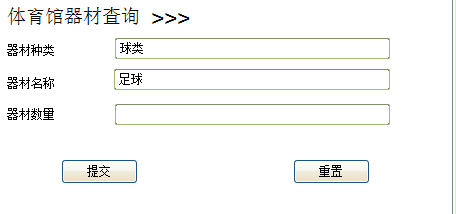 体育馆器材查询 >>>
器材种类 球类
器材名称 足球
器材数量
提交 重置